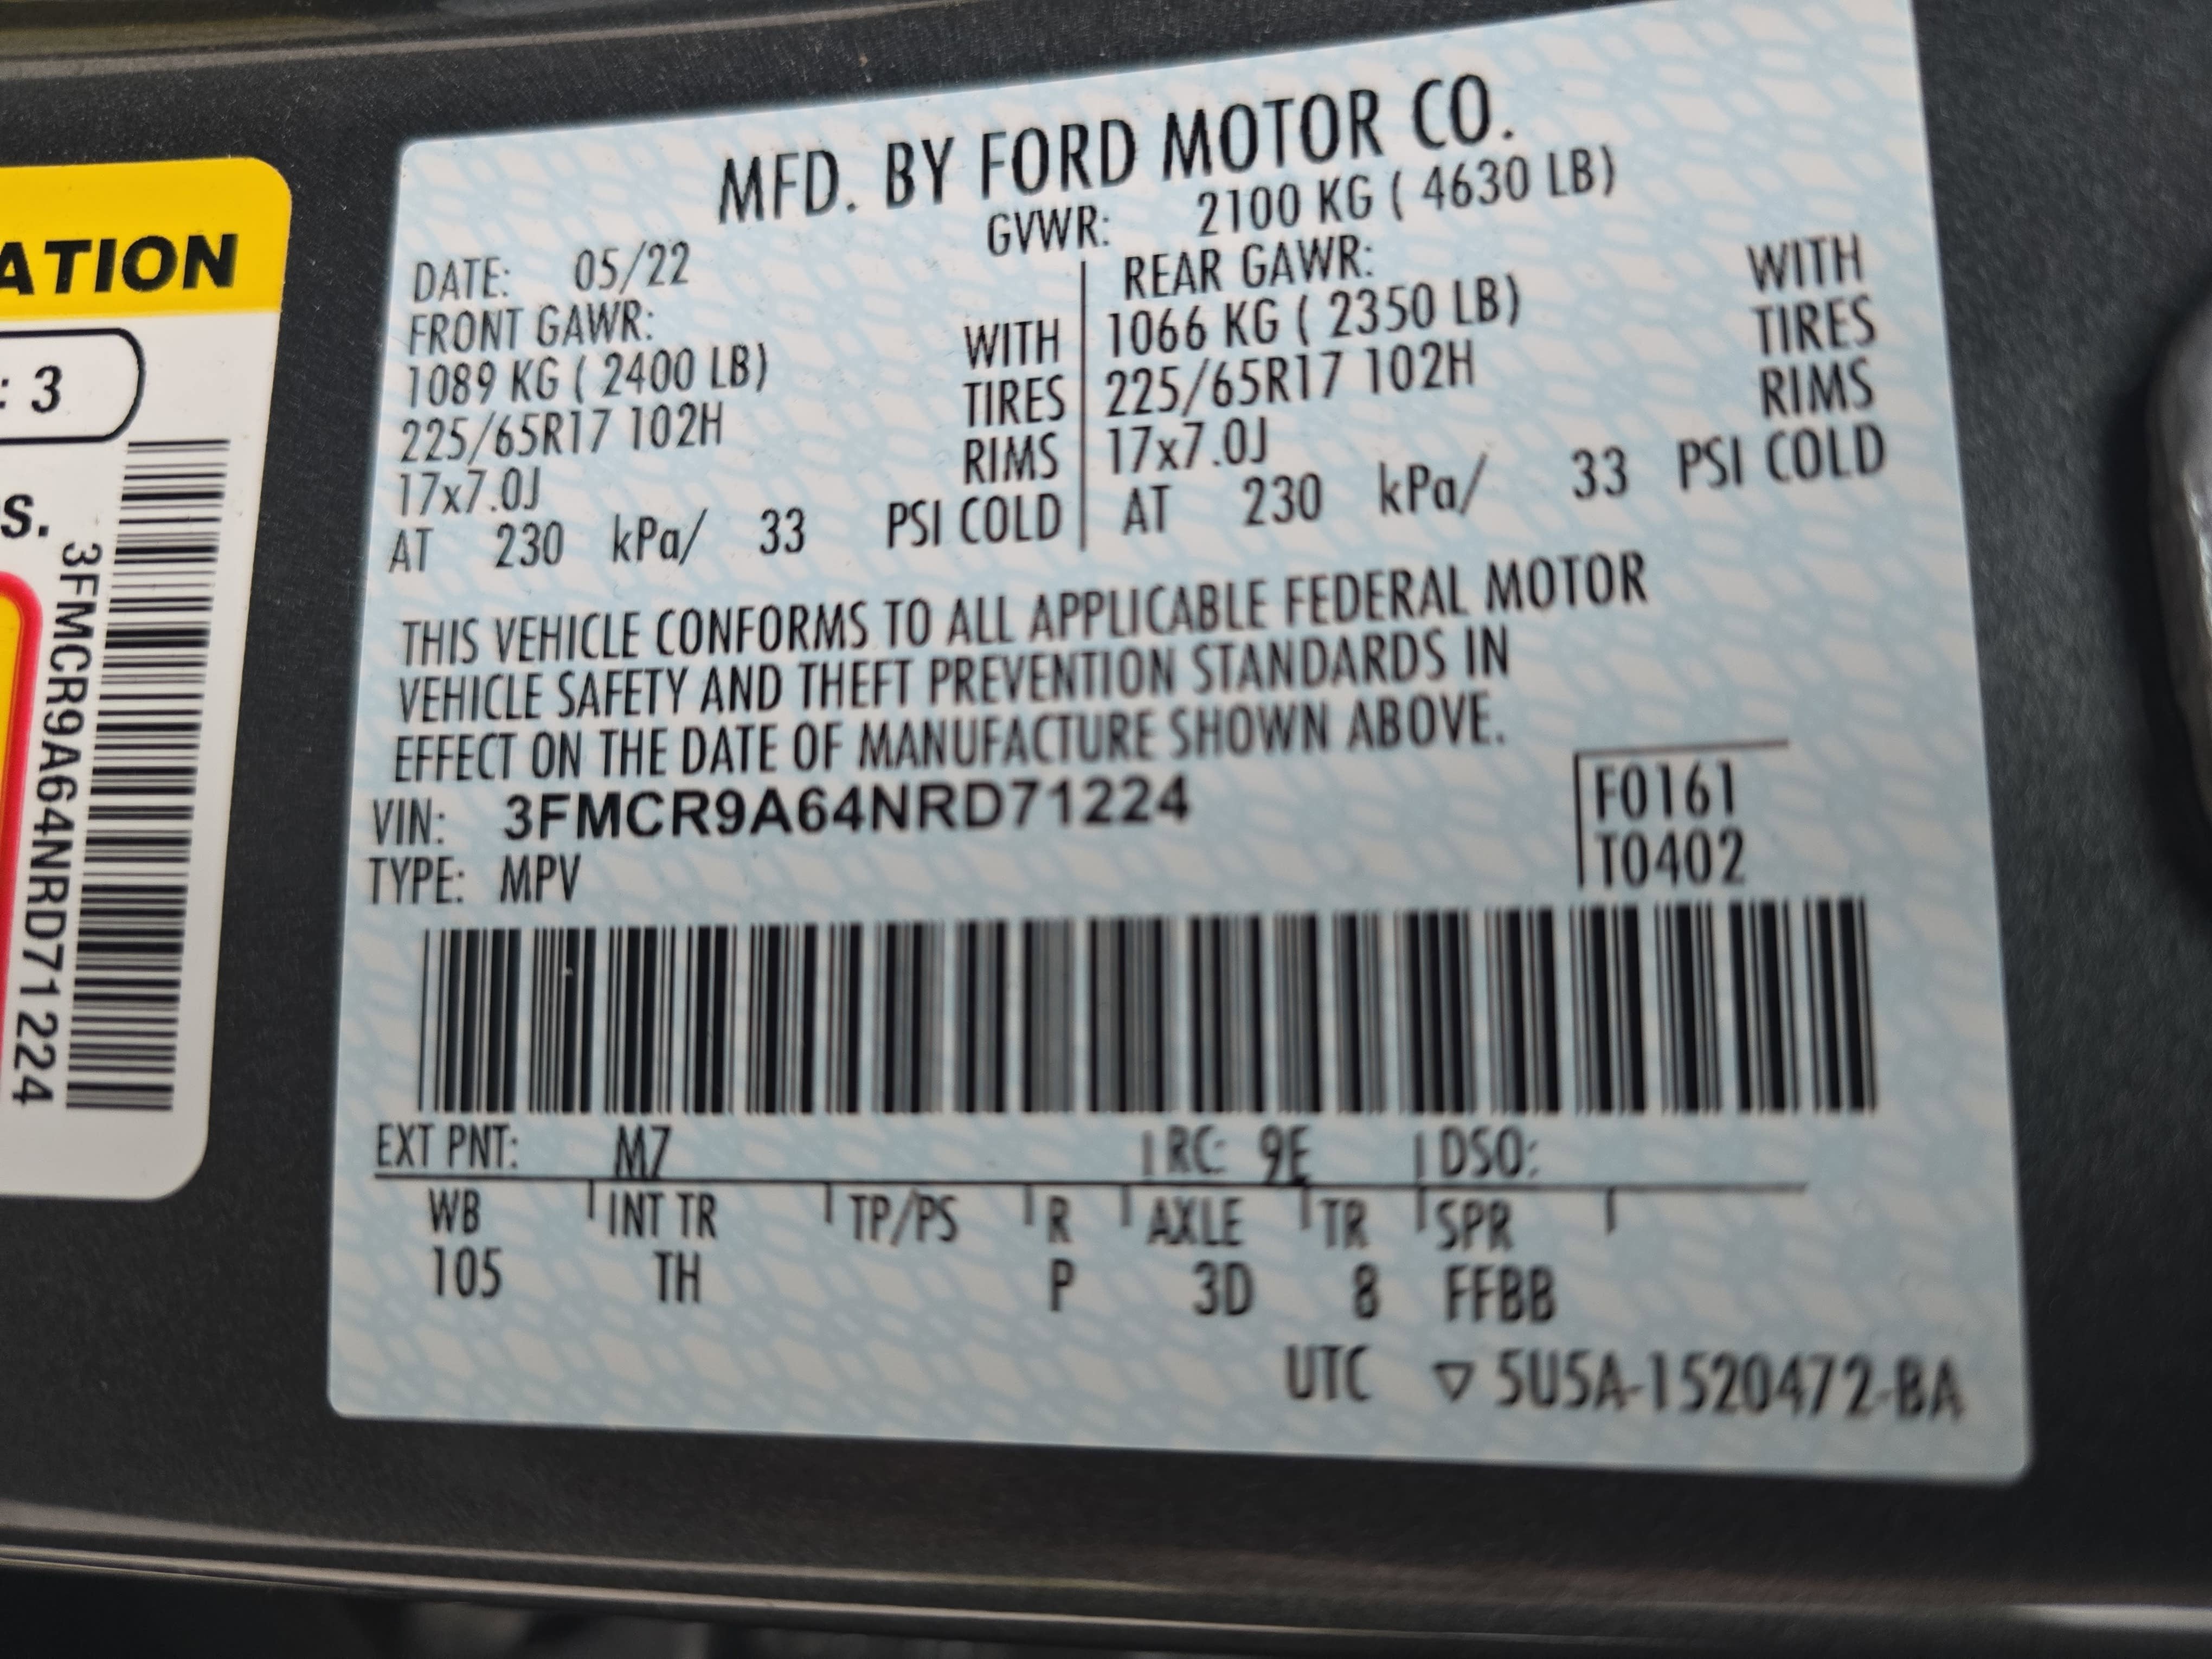 ATION
: 3
s.
3FMCR9A64NRD71224
MFD. BY FORD MOTOR CO.
DATE: 05/22 GVWR: 2100 KG ( 4630 LB)
FRONT GAWR: REAR GAWR:
1089 KG ( 2400 LB) WITH 1066 KG ( 2350 LB) WITH
225/65R17 102H TIRES 225/65R17 102H TIRES
17x7.0J RIMS 17x7.0J RIMS
AT 230 kPa/ 33 PSI COLD AT 230 kPa/ 33 PSI COLD
THIS VEHICLE CONFORMS TO ALL APPLICABLE FEDERAL MOTOR
VEHICLE SAFETY AND THEFT PREVENTION STANDARDS IN
EFFECT ON THE DATE OF MANUFACTURE SHOWN ABOVE.
VIN: 3FMCR9A64NRD71224 F0161
TYPE: MPV T0402
EXT PNT: M7 RC: 9E DSO:
WB INT TR TP/PS R AXLE TR SPR
105 TH P 3D 8 FFBB
UTC ▽ 5U5A-1520472-BA